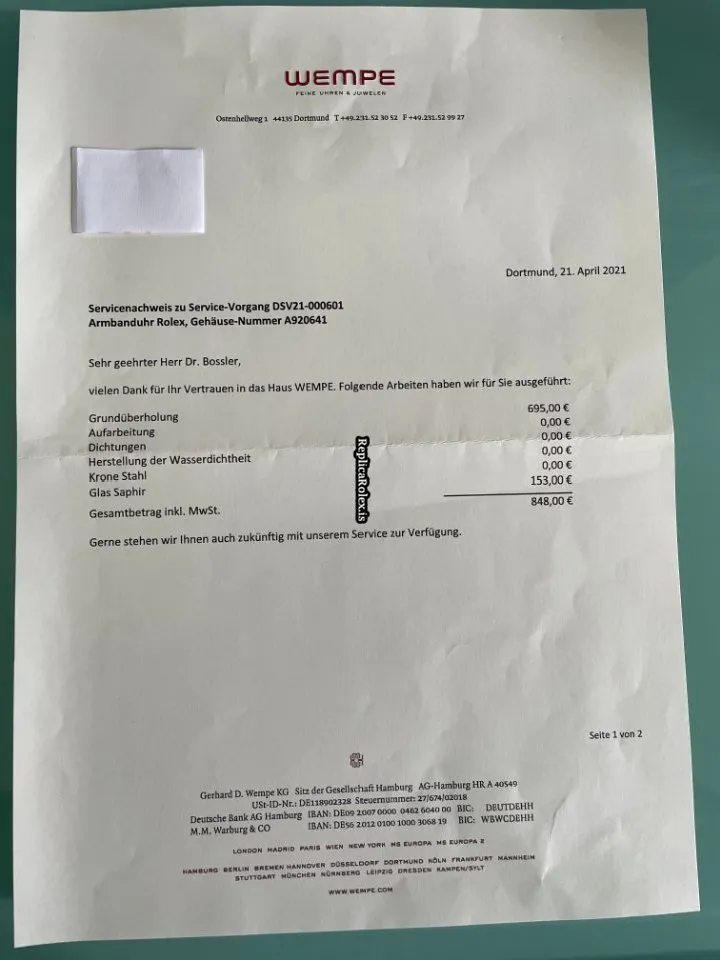 WEMPE
FEINE UHREN & JUWELEN
Ostenhellweg 1 44135 Dortmund T +49.231.52 30 52 F +49.231.52 99 27
Dortmund, 21. April 2021
Servicenachweis zu Service-Vorgang DSV21-000601
Armbanduhr Rolex, Gehäuse-Nummer A920641
Sehr geehrter Herr Dr. Bossler,
vielen Dank für Ihr Vertrauen in das Haus WEMPE. Folgende Arbeiten haben wir für Sie ausgeführt:
Grundüberholung 695,00 €
Aufarbeitung 0,00 €
Dichtungen 0,00 €
Herstellung der Wasserdichtheit 0,00 €
Krone Stahl 0,00 €
Glas Saphir 153,00 €
Gesamtbetrag inkl. MwSt. 848,00 €
ReplicaRolex.is
Gerne stehen wir Ihnen auch zukünftig mit unserem Service zur Verfügung.
Seite 1 von 2
Gerhard D. Wempe KG Sitz der Gesellschaft Hamburg AG-Hamburg HR A 40549
USt-ID-Nr.: DE118902328 Steuernummer: 27/674/02018
Deutsche Bank AG Hamburg IBAN: DE09 2007 0000 0462 6040 00 BIC: DEUTDEHH
M.M. Warburg & CO IBAN: DE56 2012 0100 1000 3068 19 BIC: WBWCDEHH
LONDON MADRID PARIS WIEN NEW YORK MS EUROPA MS EUROPA 2
HAMBURG BERLIN BREMEN HANNOVER DÜSSELDORF DORTMUND KÖLN FRANKFURT MANNHEIM
STUTTGART MÜNCHEN NÜRNBERG LEIPZIG DRESDEN KAMPEN/SYLT
WWW.WEMPE.COM